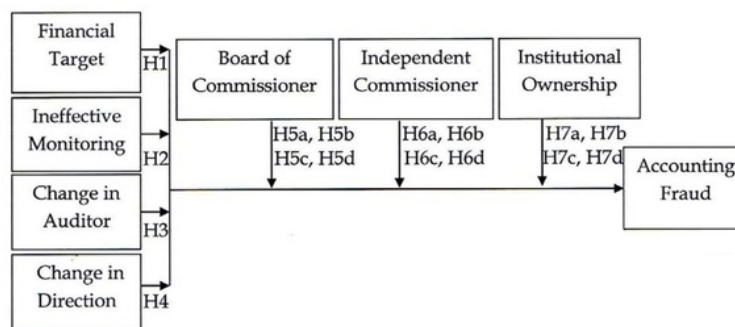 Financial
Target
H1
Ineffective
Monitoring
H2
Change in
Auditor
H3
Change in
Direction
H4
Board of
Commissioner
H5a, H5b
H5c, H5d
Independent
Commissioner
H6a, H6b
H6c, H6d
Institutional
Ownership
H7a, H7b
H7c, H7d
Accounting
Fraud